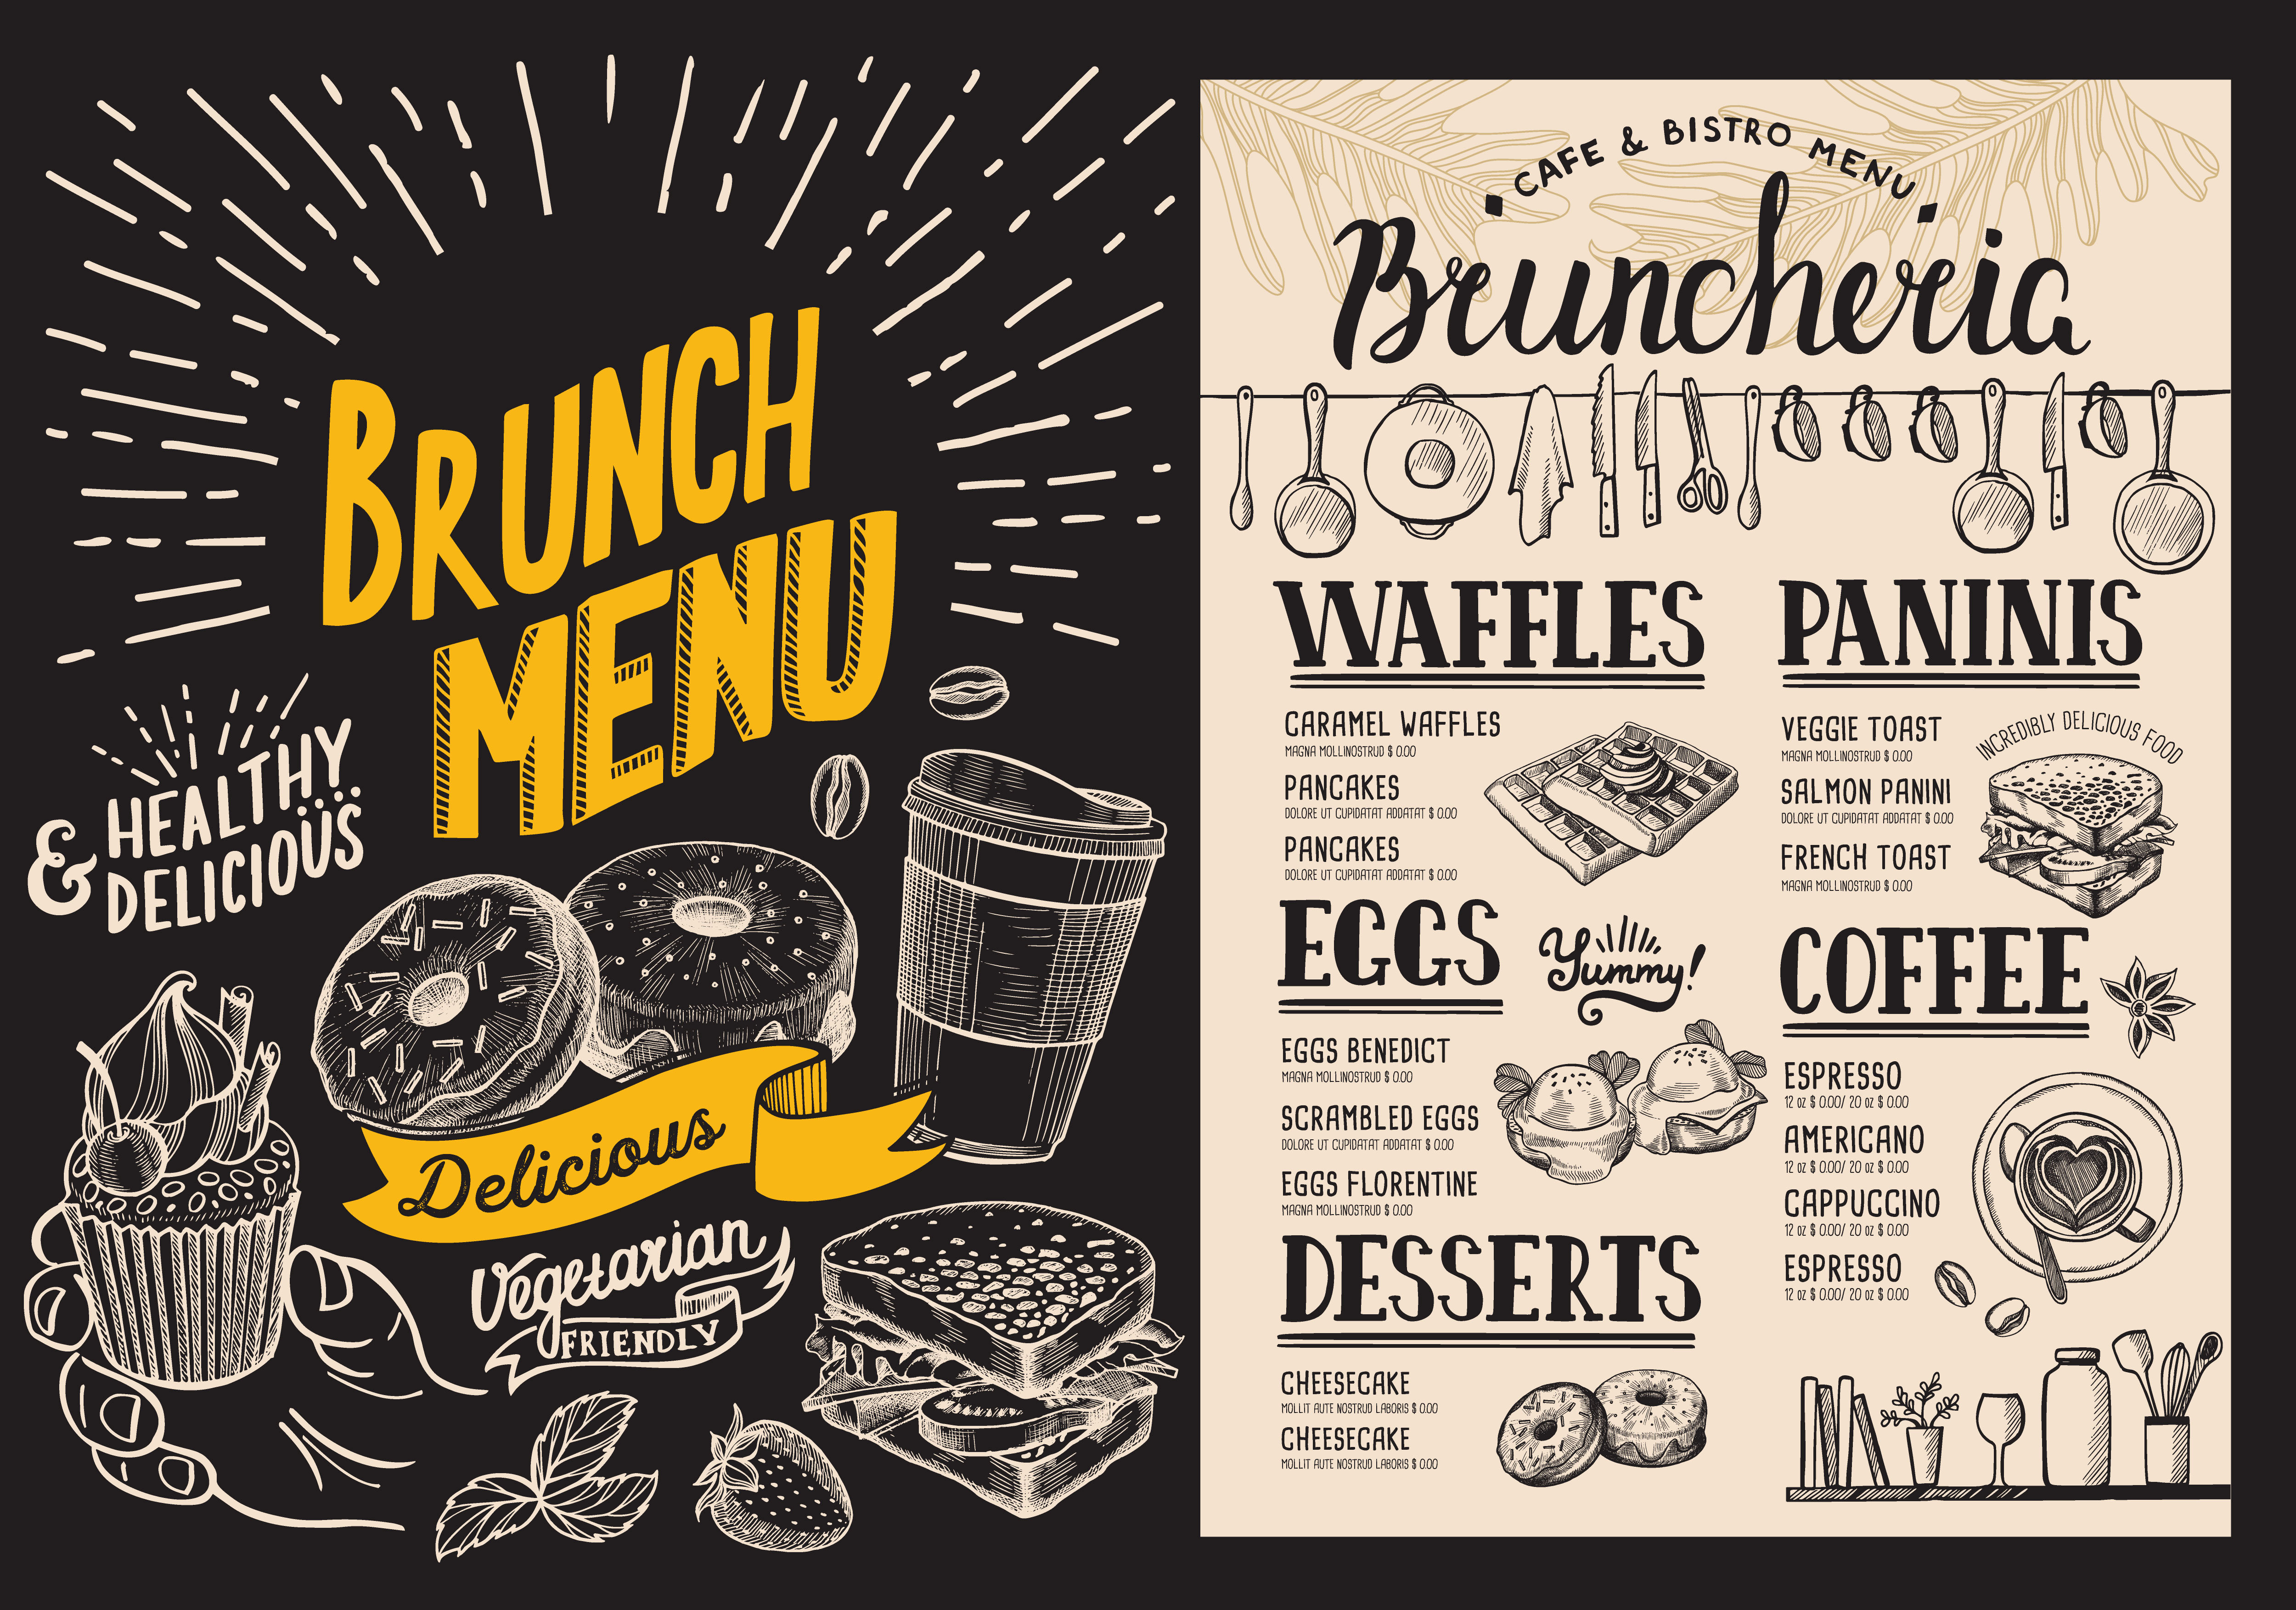 BRUNCH
MENU
HEALTHY
& DELICIOUS
Delicious
Vegetarian
FRIENDLY
CAFE & BISTRO MENU
Bruncheria
WAFFLES
CARAMEL WAFFLES
MAGNA MOLLINOSTRUD $ 0.00
PANCAKES
DOLORE UT CUPIDATAT ADDATAT $ 0.00
PANCAKES
DOLORE UT CUPIDATAT ADDATAT $ 0.00
EGGS
Yummy!
EGGS BENEDICT
MAGNA MOLLINOSTRUD $ 0.00
SCRAMBLED EGGS
DOLORE UT CUPIDATAT ADDATAT $ 0.00
EGGS FLORENTINE
MAGNA MOLLINOSTRUD $ 0.00
DESSERTS
CHEESECAKE
MOLLIT AUTE NOSTRUD LABORIS $ 0.00
CHEESECAKE
MOLLIT AUTE NOSTRUD LABORIS $ 0.00
PANINIS
VEGGIE TOAST
MAGNA MOLLINOSTRUD $ 0.00
INCREDIBLY DELICIOUS FOOD
SALMON PANINI
DOLORE UT CUPIDATAT ADDATAT $ 0.00
FRENCH TOAST
MAGNA MOLLINOSTRUD $ 0.00
COFFEE
ESPRESSO
12 oz $ 0.00/ 20 oz $ 0.00
AMERICANO
12 oz $ 0.00/ 20 oz $ 0.00
CAPPUCCINO
12 oz $ 0.00/ 20 oz $ 0.00
ESPRESSO
12 oz $ 0.00/ 20 oz $ 0.00